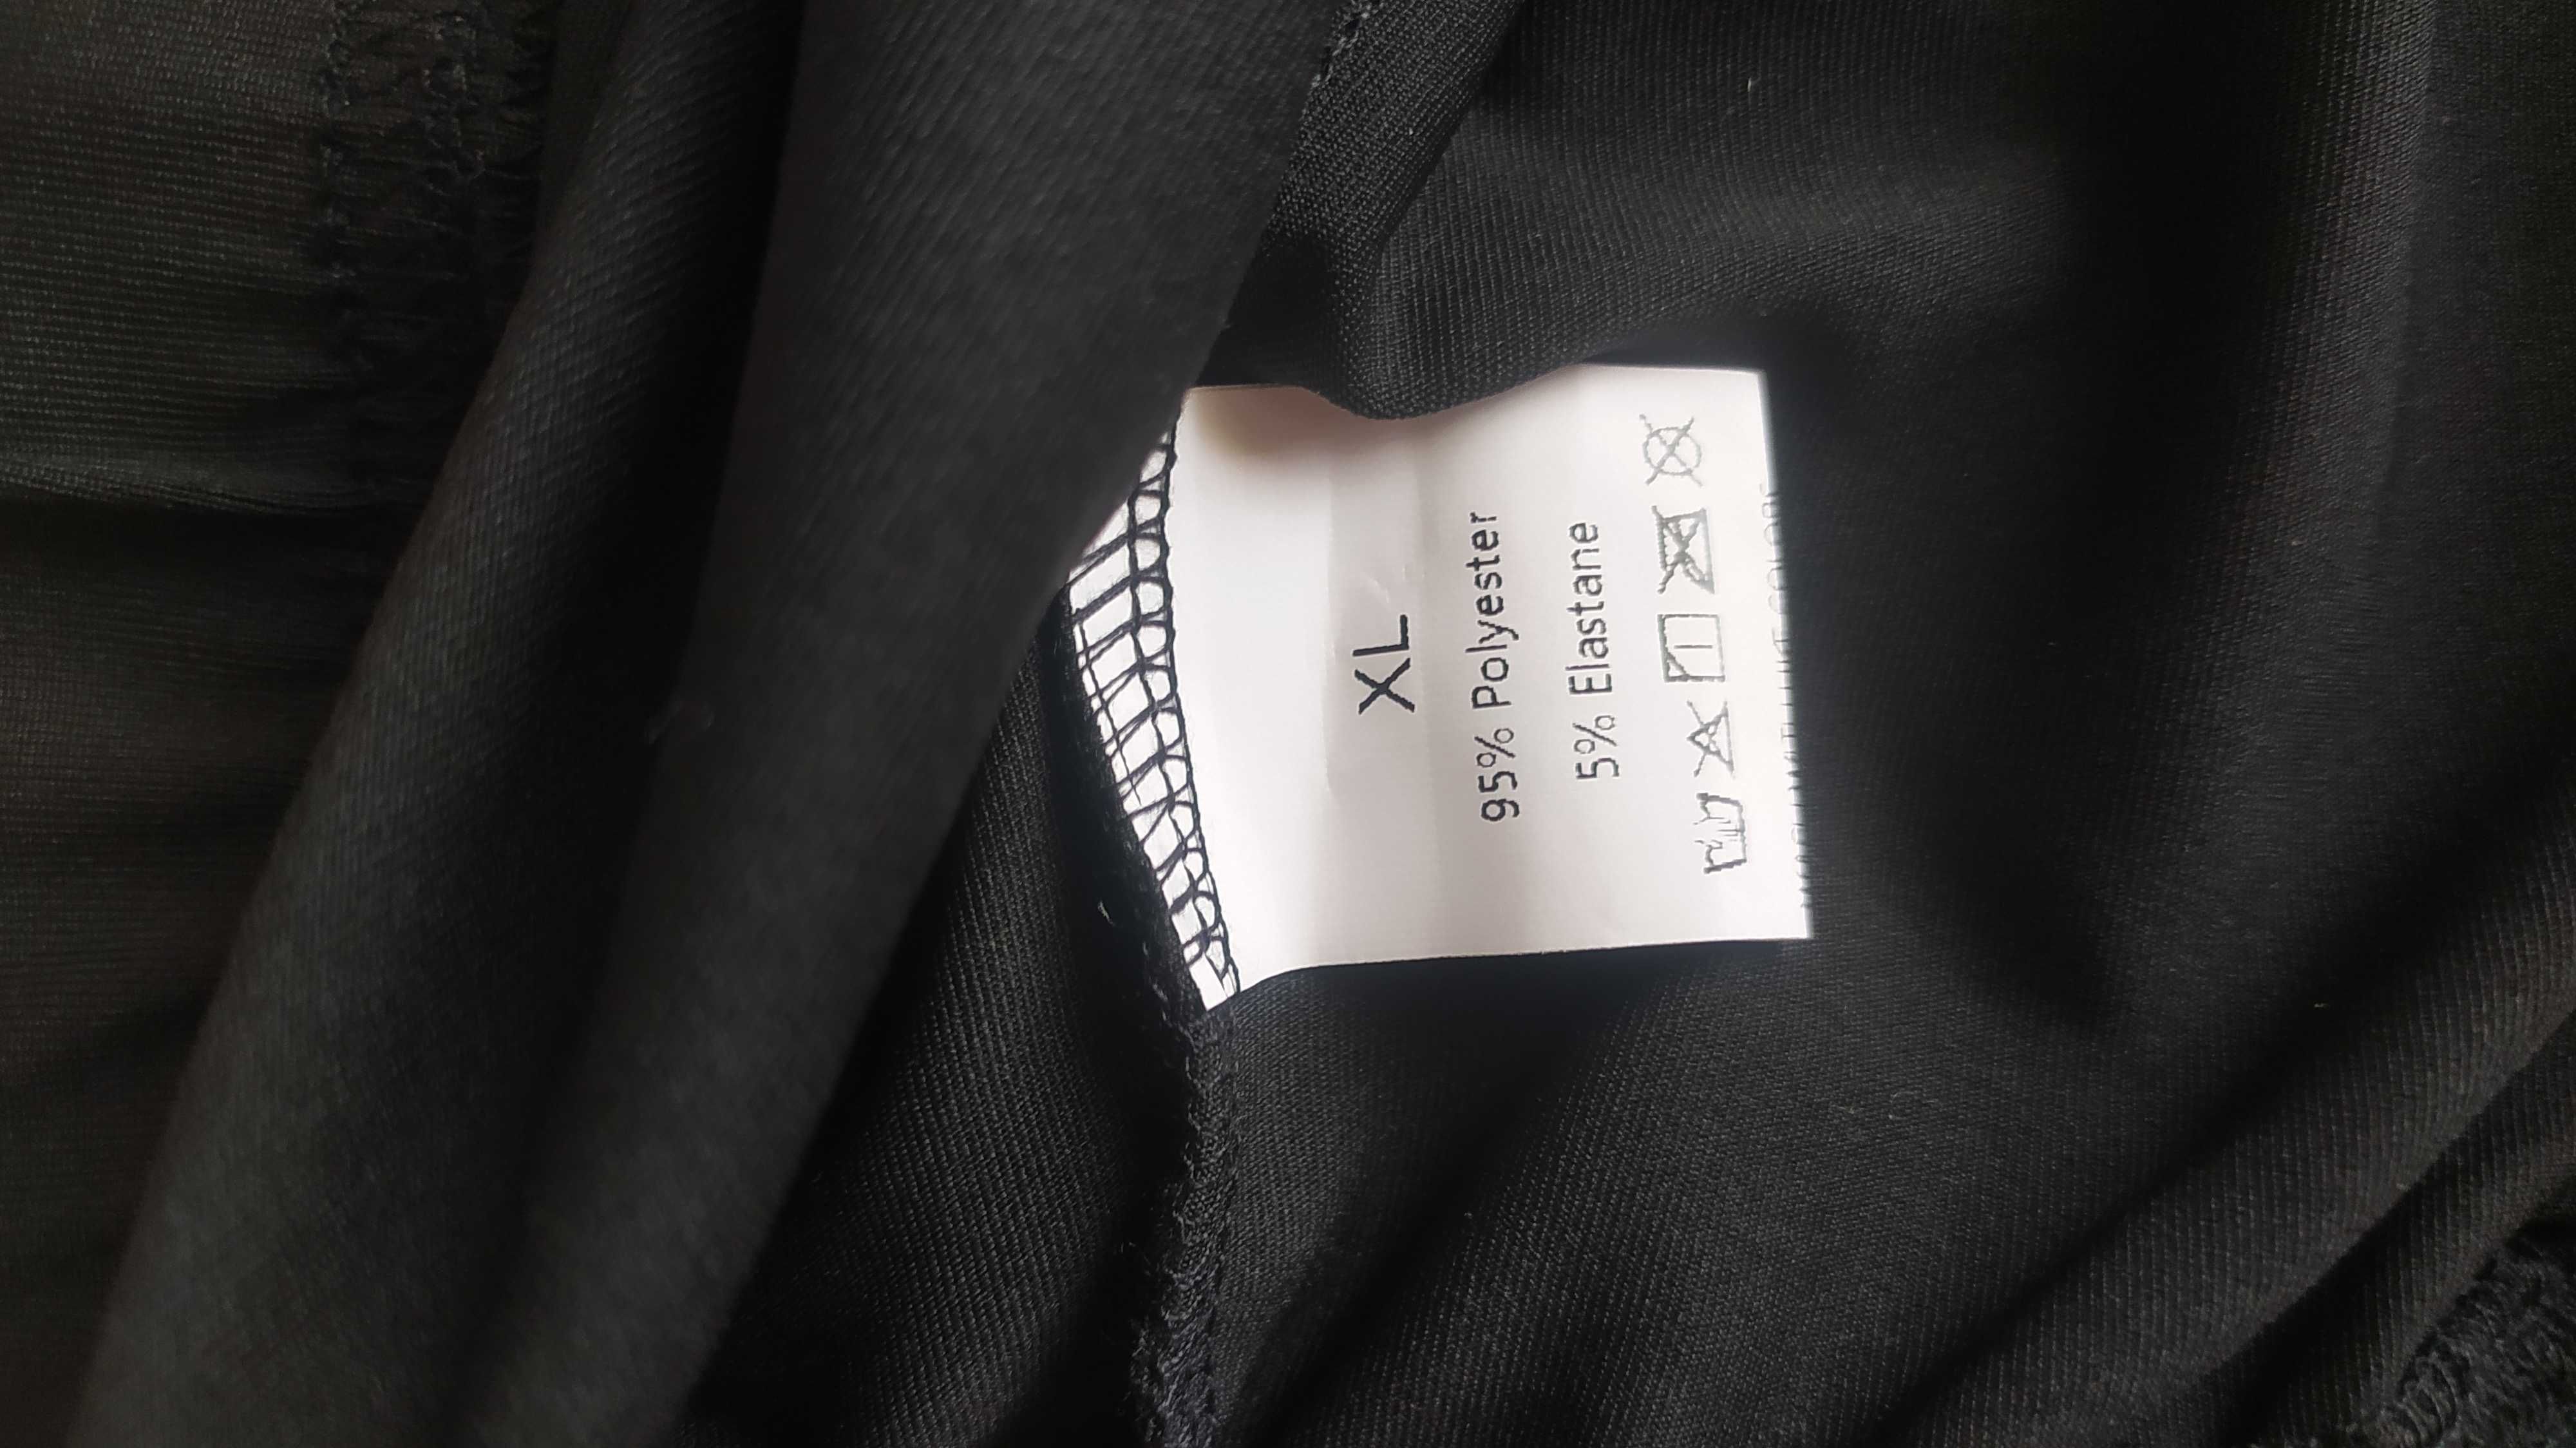 XL
95% Polyester
5% Elastane